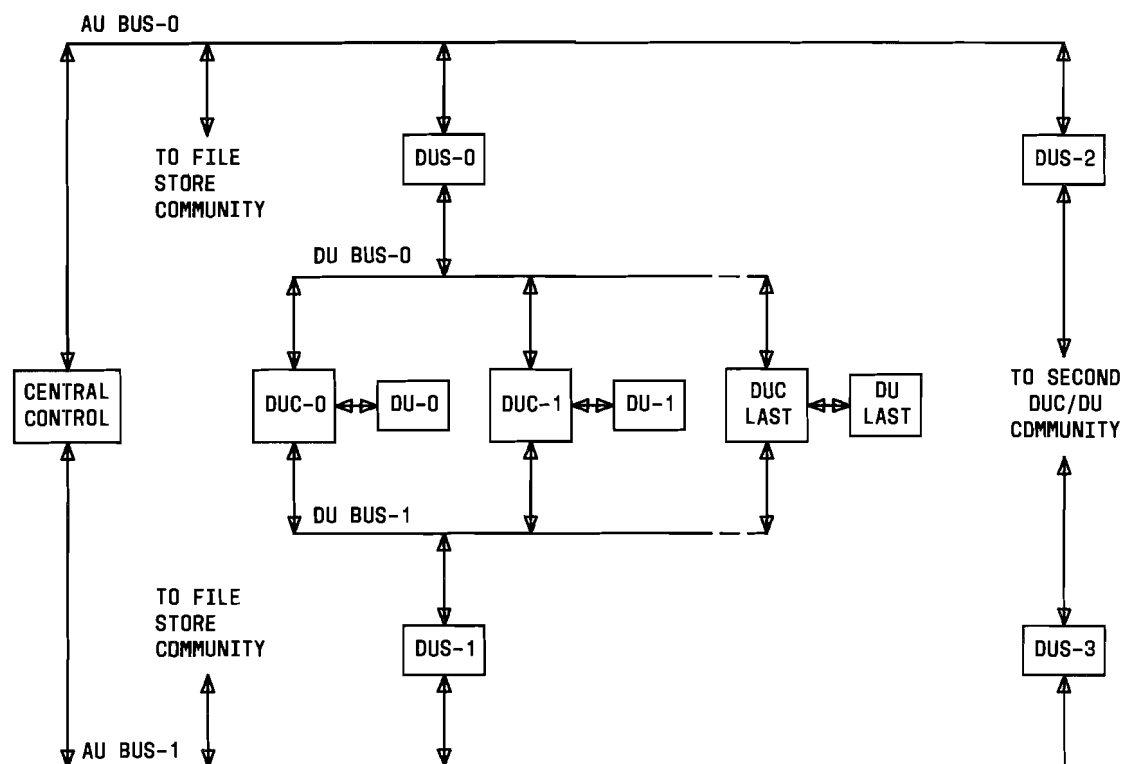 AU BUS-0
TO FILE
STORE
COMMUNITY
DUS-0
DUS-2
DU BUS-0
CENTRAL
CONTROL
DUC-0
DU-0
DUC-1
DU-1
DUC
LAST
DU
LAST
TO SECOND
DUC/DU
COMMUNITY
DU BUS-1
TO FILE
STORE
COMMUNITY
DUS-1
DUS-3
AU BUS-1